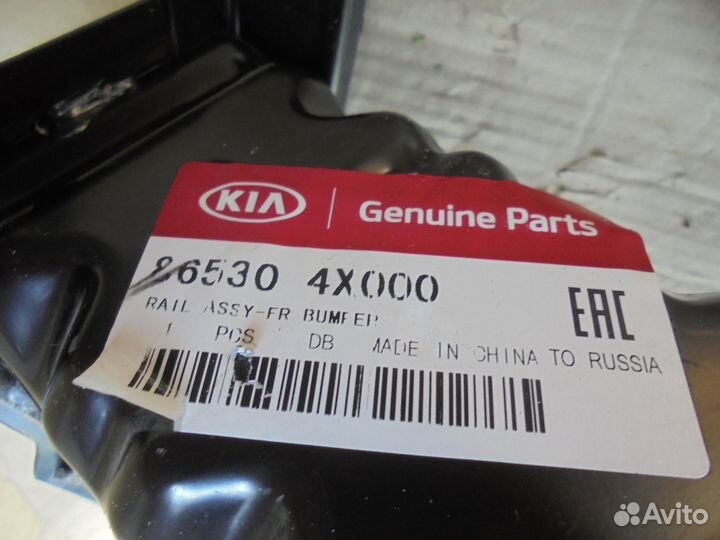 KIA
Genuine Parts
86530 4X000
RAIL ASSY-FR BUMPER
1 PCS DB MADE IN CHINA TO RUSSIA
EAC
Avito